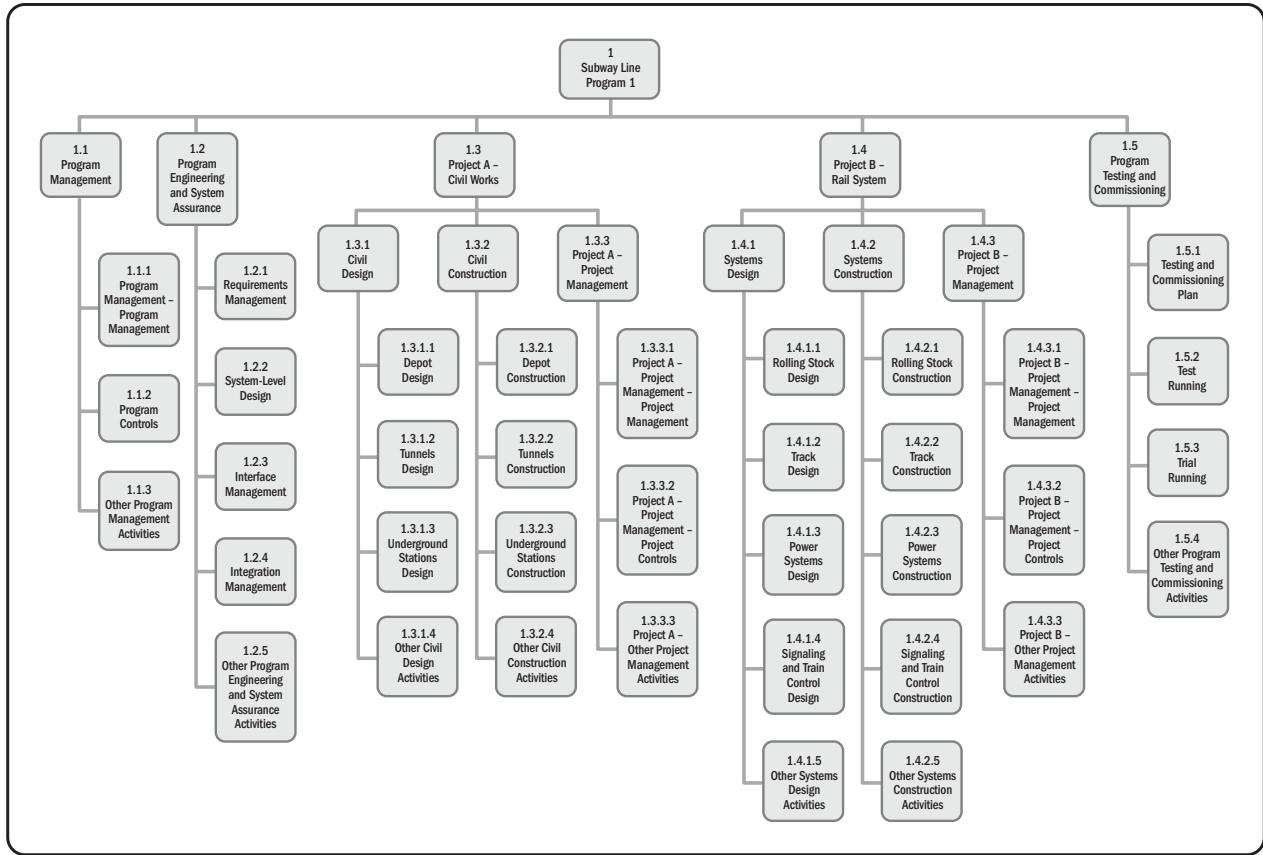 1
Subway Line
Program 1
1.1
Program
Management
1.1.1
Program
Management –
Program
Management
1.1.2
Program
Controls
1.1.3
Other Program
Management
Activities
1.2
Program
Engineering
and System
Assurance
1.2.1
Requirements
Management
1.2.2
System-Level
Design
1.2.3
Interface
Management
1.2.4
Integration
Management
1.2.5
Other Program
Engineering
and System
Assurance
Activities
1.3
Project A –
Civil Works
1.3.1
Civil
Design
1.3.1.1
Depot
Design
1.3.1.2
Tunnels
Design
1.3.1.3
Underground
Stations
Design
1.3.1.4
Other Civil
Design
Activities
1.3.2
Civil
Construction
1.3.2.1
Depot
Construction
1.3.2.2
Tunnels
Construction
1.3.2.3
Underground
Stations
Construction
1.3.2.4
Other Civil
Construction
Activities
1.3.3
Project A –
Project
Management
1.3.3.1
Project A –
Project
Management –
Project
Management
1.3.3.2
Project A –
Project
Management –
Project
Controls
1.3.3.3
Project A –
Other Project
Management
Activities
1.4
Project B –
Rail System
1.4.1
Systems
Design
1.4.1.1
Rolling Stock
Design
1.4.1.2
Track
Design
1.4.1.3
Power
Systems
Design
1.4.1.4
Signaling
and Train
Control
Design
1.4.1.5
Other Systems
Design
Activities
1.4.2
Systems
Construction
1.4.2.1
Rolling Stock
Construction
1.4.2.2
Track
Construction
1.4.2.3
Power
Systems
Construction
1.4.2.4
Signaling
and Train
Control
Construction
1.4.2.5
Other Systems
Construction
Activities
1.4.3
Project B –
Project
Management
1.4.3.1
Project B –
Project
Management –
Project
Management
1.4.3.2
Project B –
Project
Management –
Project
Controls
1.4.3.3
Project B –
Other Project
Management
Activities
1.5
Program
Testing and
Commissioning
1.5.1
Testing and
Commissioning
Plan
1.5.2
Test
Running
1.5.3
Trial
Running
1.5.4
Other Program
Testing and
Commissioning
Activities